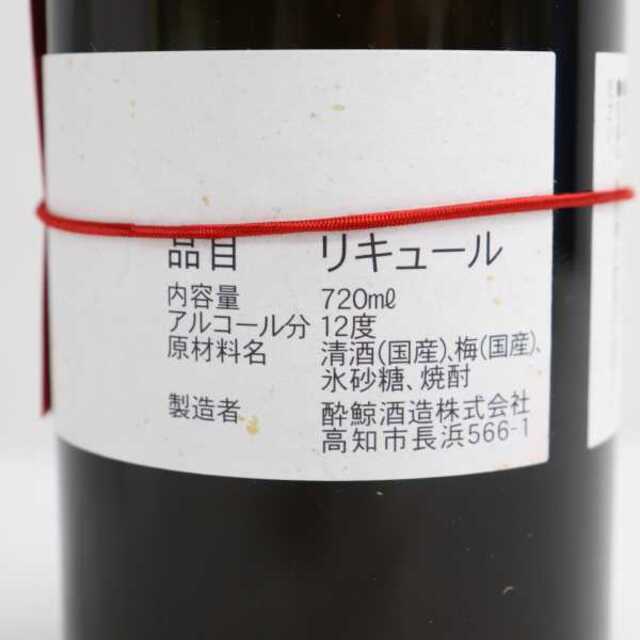 品目 リキュール
内容量 720mℓ
アルコール分 12度
原材料名 清酒(国産)、梅(国産)、
氷砂糖、焼酎
製造者 酔鯨酒造株式会社
高知市長浜566-1